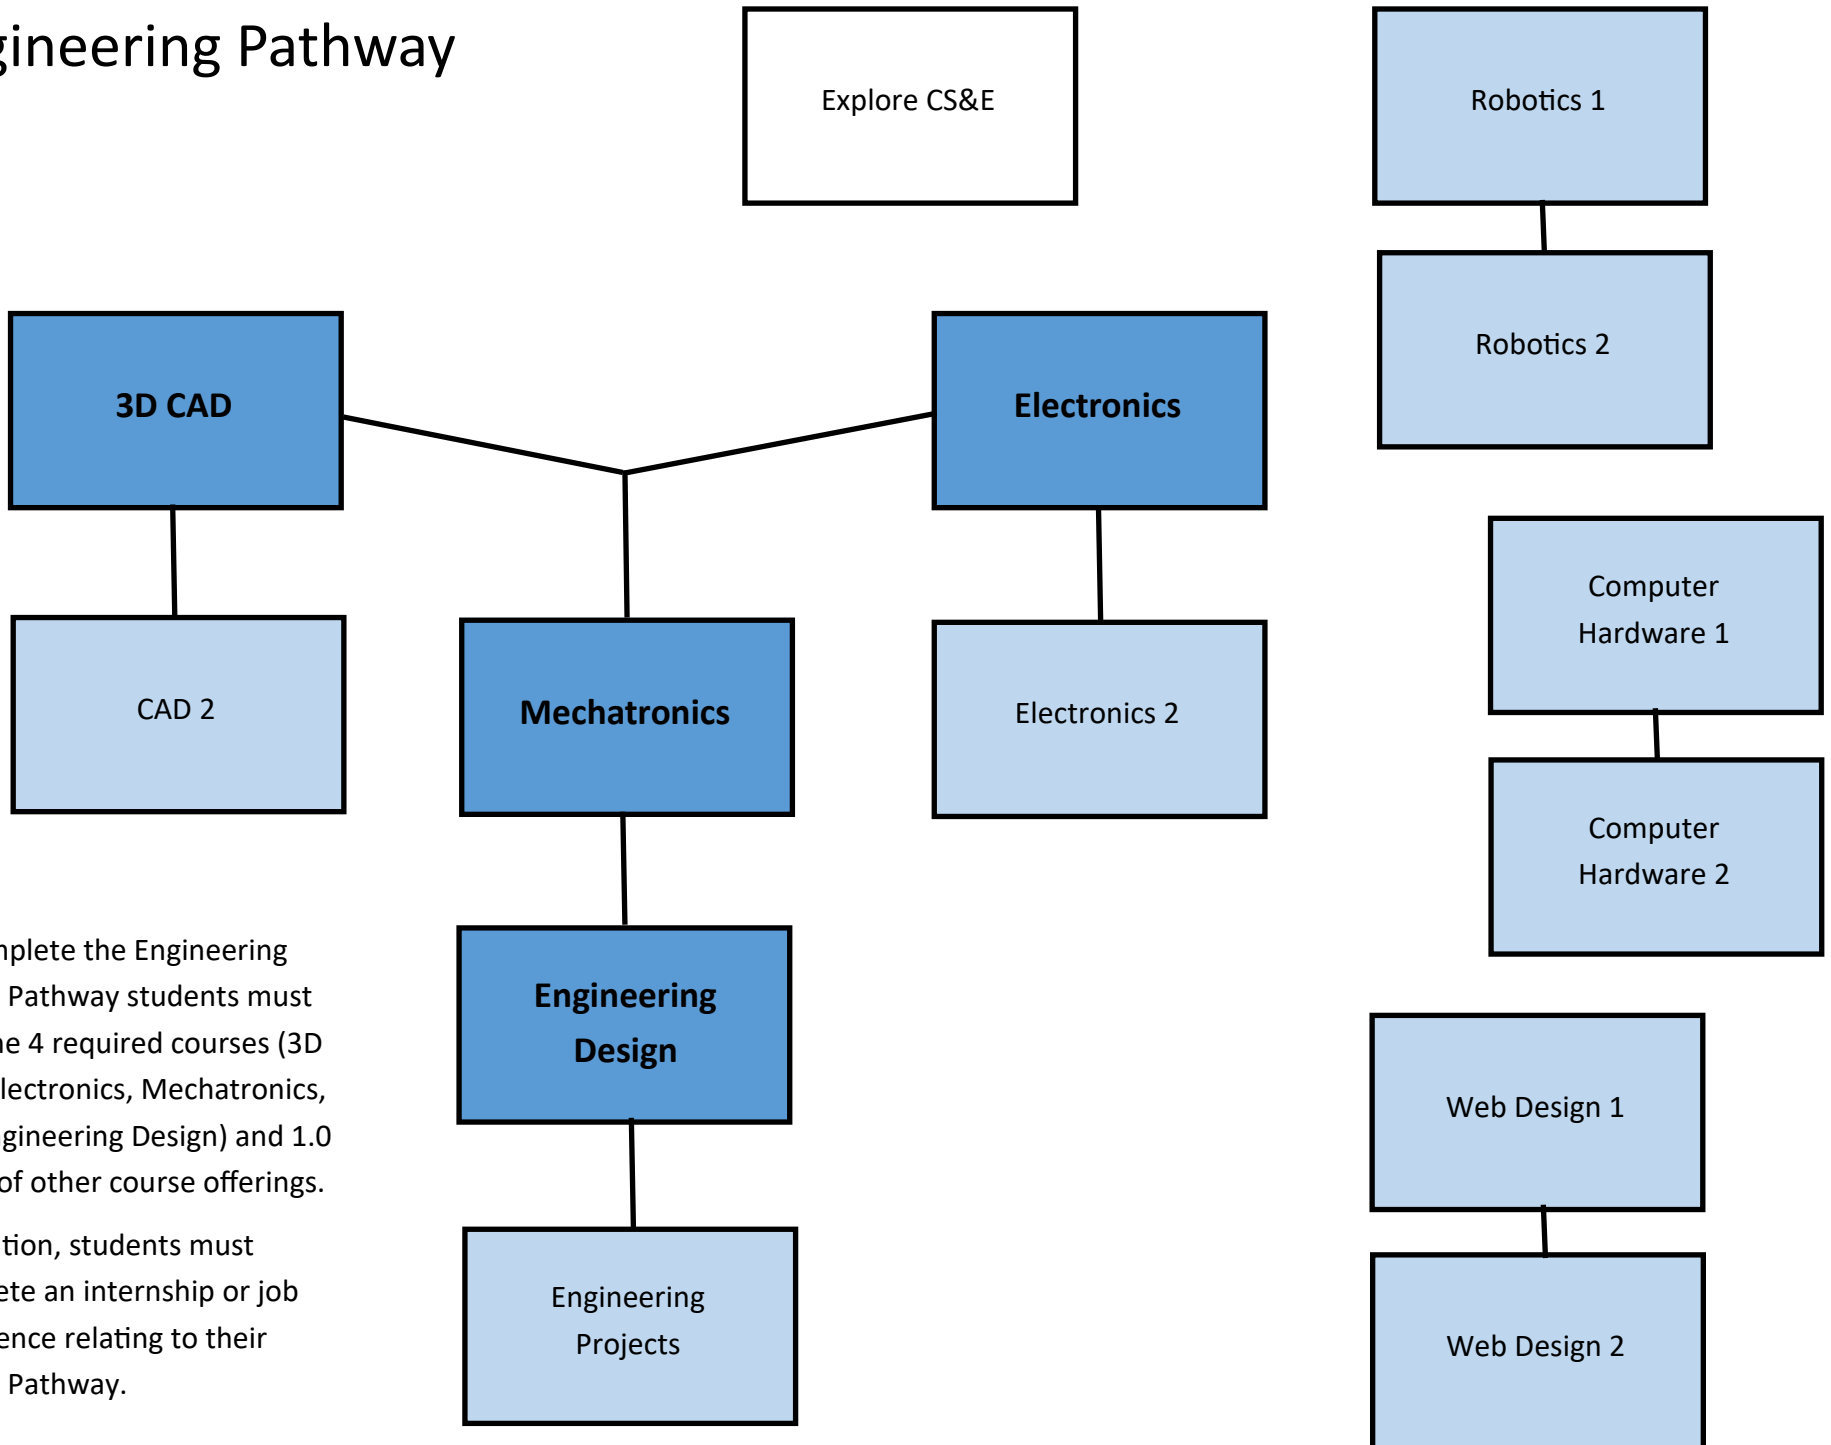 gineering Pathway
Explore CS&E
Robotics 1
Robotics 2
3D CAD
Electronics
CAD 2
Mechatronics
Electronics 2
Computer
Hardware 1
Computer
Hardware 2
Engineering
Design
Engineering
Projects
Web Design 1
Web Design 2
mplete the Engineering
Pathway students must
he 4 required courses (3D
lectronics, Mechatronics,
gineering Design) and 1.0
of other course offerings.
tion, students must
ete an internship or job
ence relating to their
Pathway.